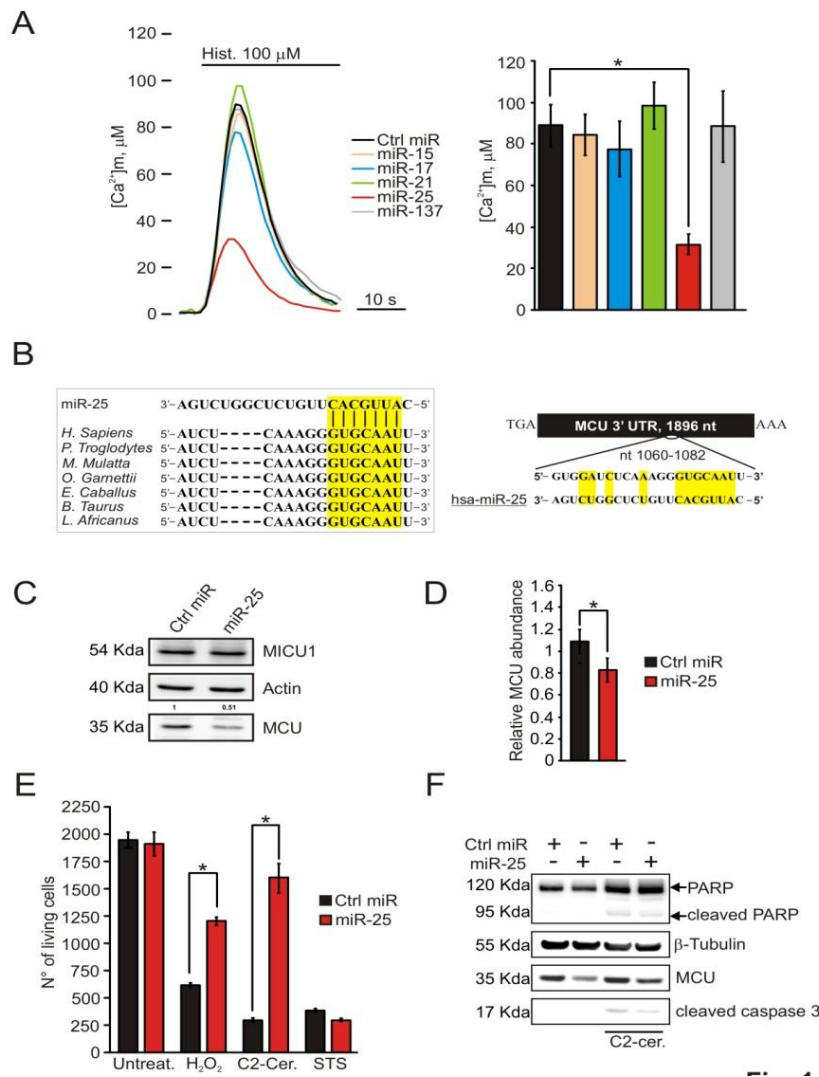 A
Hist. 100 µM
120
100
80
60
40
20
0
[Ca²⁺]m, µM
Ctrl miR
miR-15
miR-17
miR-21
miR-25
miR-137
10 s
*
120
100
80
60
40
20
0
[Ca²⁺]m, µM
B
miR-25 3'-AGUCUGGCUCUGUUCACGUUAC-5'
H. Sapiens 5'-AUCU-----CAAAGGGUGCAAUU-3'
P. Troglodytes 5'-AUCU-----CAAAGGGUGCAAUU-3'
M. Mulatta 5'-AUCU-----CAAAGGGUGCAAUU-3'
O. Garnettii 5'-AUCU-----CAAAGGGUGCAAUU-3'
E. Caballus 5'-AUCU-----CAAAGGGUGCAAUU-3'
B. Taurus 5'-AUCU-----CAAAGGGUGCAAUU-3'
L. Africanus 5'-AUCU-----CAAAGGGUGCAAUU-3'
TGA MCU 3' UTR, 1896 nt AAA
nt 1060-1082
5'-GUGGAUCUCAAAGGGUGCAAUU-3'
hsa-miR-25 3'-AGUCUGGCUCUGUUCACGUUAC-5'
C
Ctrl miR miR-25
54 Kda MICU1
40 Kda Actin
1 0.51
35 Kda MCU
D
Relative MCU abundance
1.6
1.4
1.2
1
0.8
0.6
0.4
0.2
0
*
Ctrl miR
miR-25
E
N° of living cells
2250
2000
1750
1500
1250
1000
750
500
250
* *
Ctrl miR
miR-25
Untreat. H₂O₂ C2-Cer. STS
F
Ctrl miR + - + -
miR-25 - + - +
120 Kda PARP
95 Kda cleaved PARP
55 Kda β-Tubulin
35 Kda MCU
17 Kda cleaved caspase 3
C2-cer.